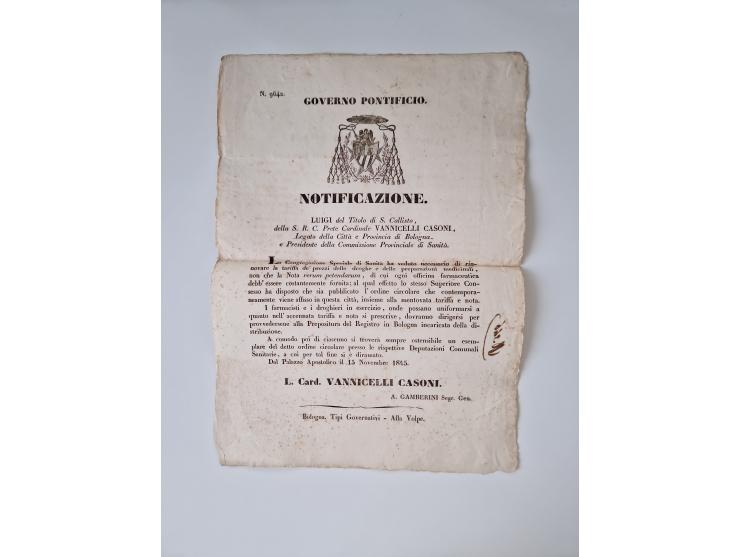 N. 9642.
GOVERNO PONTIFICIO.
NOTIFICAZIONE.
LUIGI del Titolo di S. Callisto,
della S. R. C. Prete Cardinale VANNICELLI CASONI,
Legato della Città e Provincia di Bologna,
e Presidente della Commissione Provinciale di Sanità.
La Congregazione Speciale di Sanità ha veduto necessario di rin-
novare la tariffa de' prezzi delle droghe e delle preparazioni medicinali,
non che la Nota rerum petendarum, di cui ogni officina farmaceutica
debb'essere costantemente fornita; al qual effetto lo stesso Superiore Con-
sesso ha disposto che sia pubblicato l'ordine circolare che contemporа-
neamente viene affisso in questa città, insieme alla mentovata tariffa e nota.
I farmacisti e i droghieri in esercizio, onde possano uniformarsi a
quanto nell'accennata tariffa e nota si prescrive, dovranno dirigersi per
provvedersene alla Prepositura del Registro in Bologna incaricata della di-
stribuzione.
A comodo poi di ciascuno si troverà sempre ostensibile un esem-
plare del detto ordine circolare presso le rispettive Deputazioni Comunali
Sanitarie, a cui per tal fine si è diramato.
Dal Palazzo Apostolico il 15 Novembre 1845.
L. Card. VANNICELLI CASONI.
A. GAMBERINI Segr. Gen.
Bologna, Tipi Governativi - Alla Volpe.